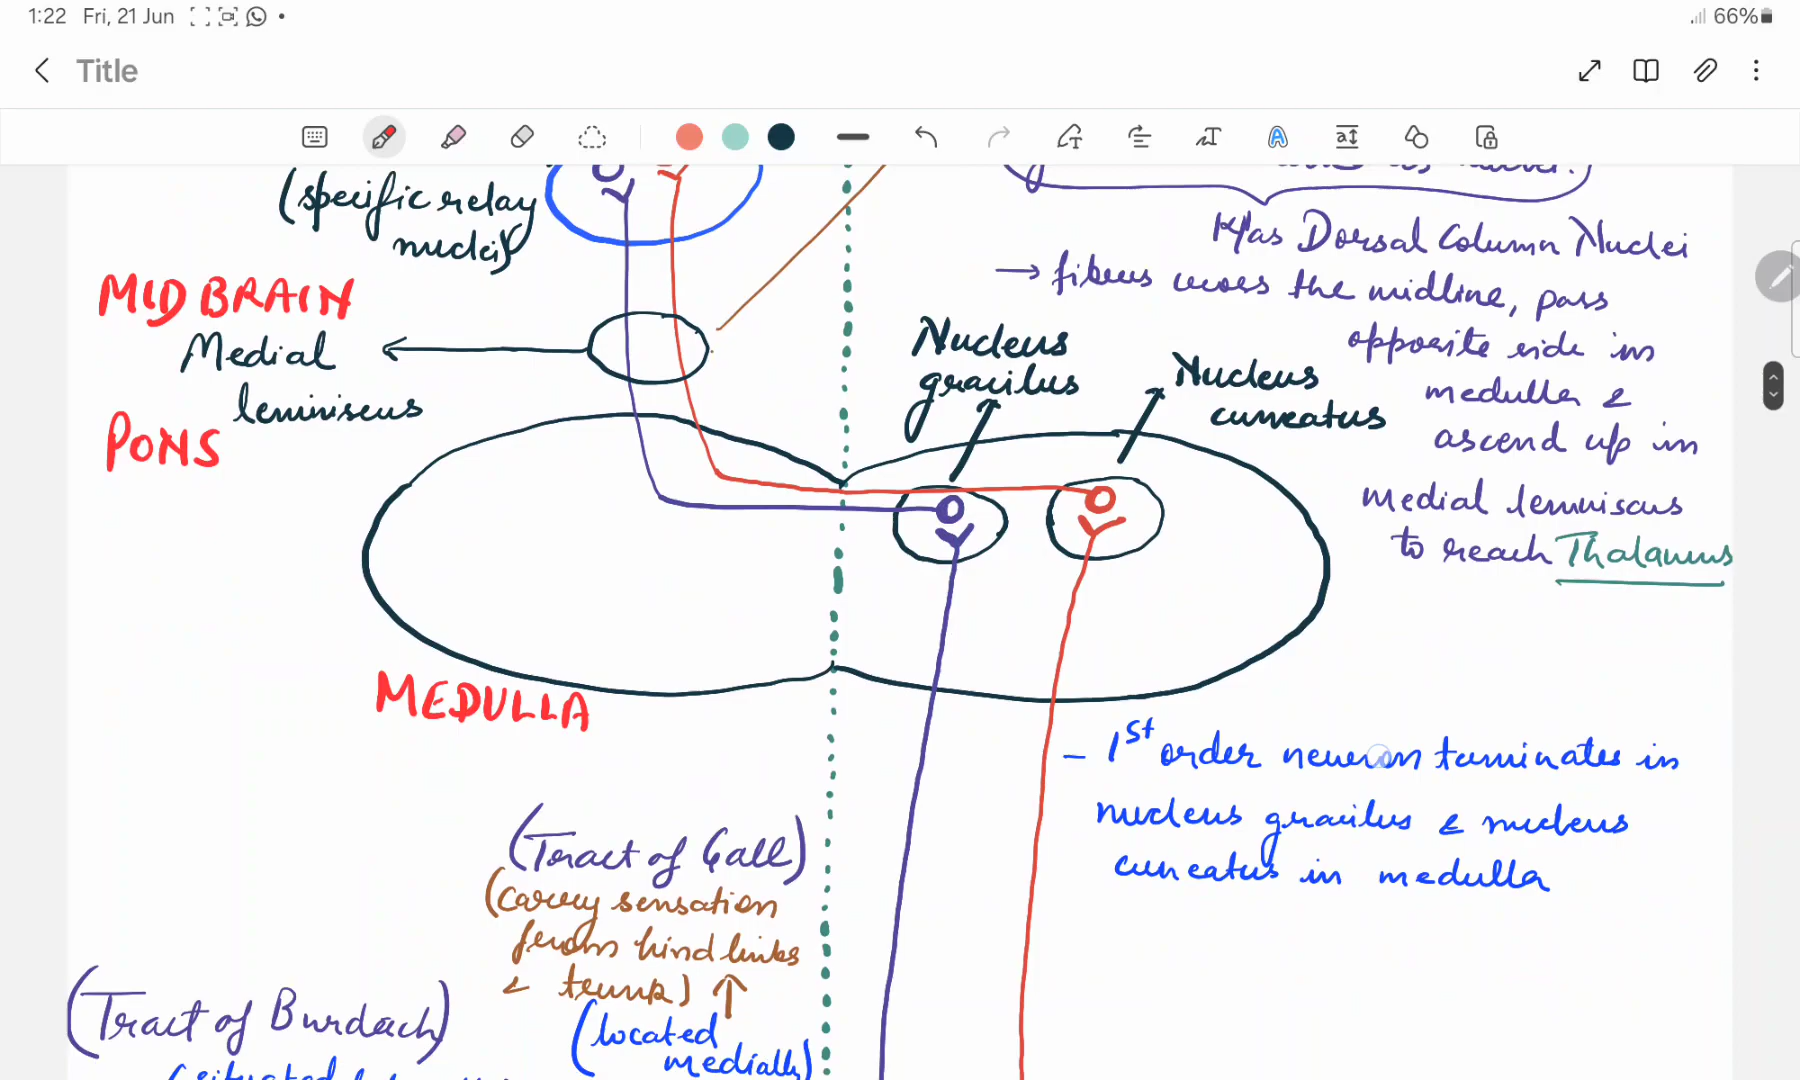 1:22 Fri, 21 Jun
66%
Title
(specific relay
nuclei)
K/as Dorsal Column Nuclei
→ fibers cross the midline, pass
opposite side in
medulla &
ascend up in
medial lemniscus
to reach Thalamus
MID BRAIN
Medial
lemniscus
PONS
Nucleus
gracilus
Nucleus
cuneatus
MEDULLA
- 1st order neuron terminates in
nucleus gracilus & nucleus
cuneatus in medulla
(Tract of Gall)
(carry sensation
from hind limbs
& trunk)
(located
medially)
(Tract of Burdach)
(situated